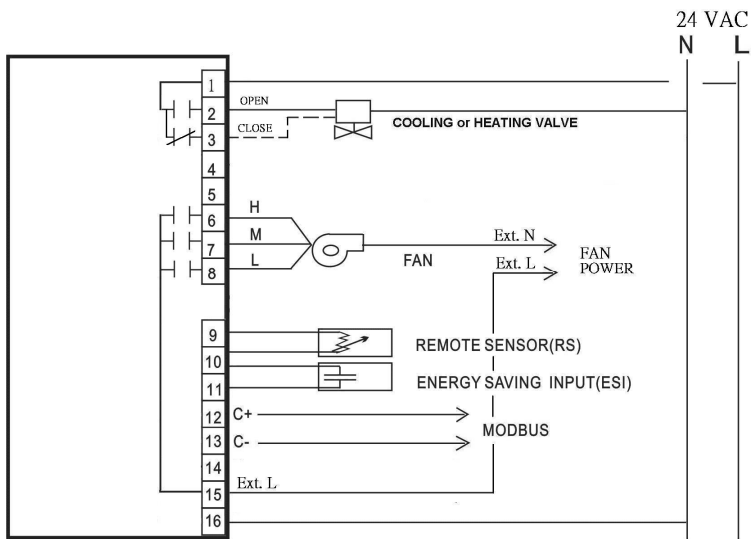 24 VAC
N L
1
OPEN
2
CLOSE
3
COOLING or HEATING VALVE
4
5
6 H
7 M
8 L
FAN
Ext. N
Ext. L
FAN
POWER
9
10
REMOTE SENSOR(RS)
11
ENERGY SAVING INPUT(ESI)
12 C+
13 C-
MODBUS
14
15 Ext. L
16